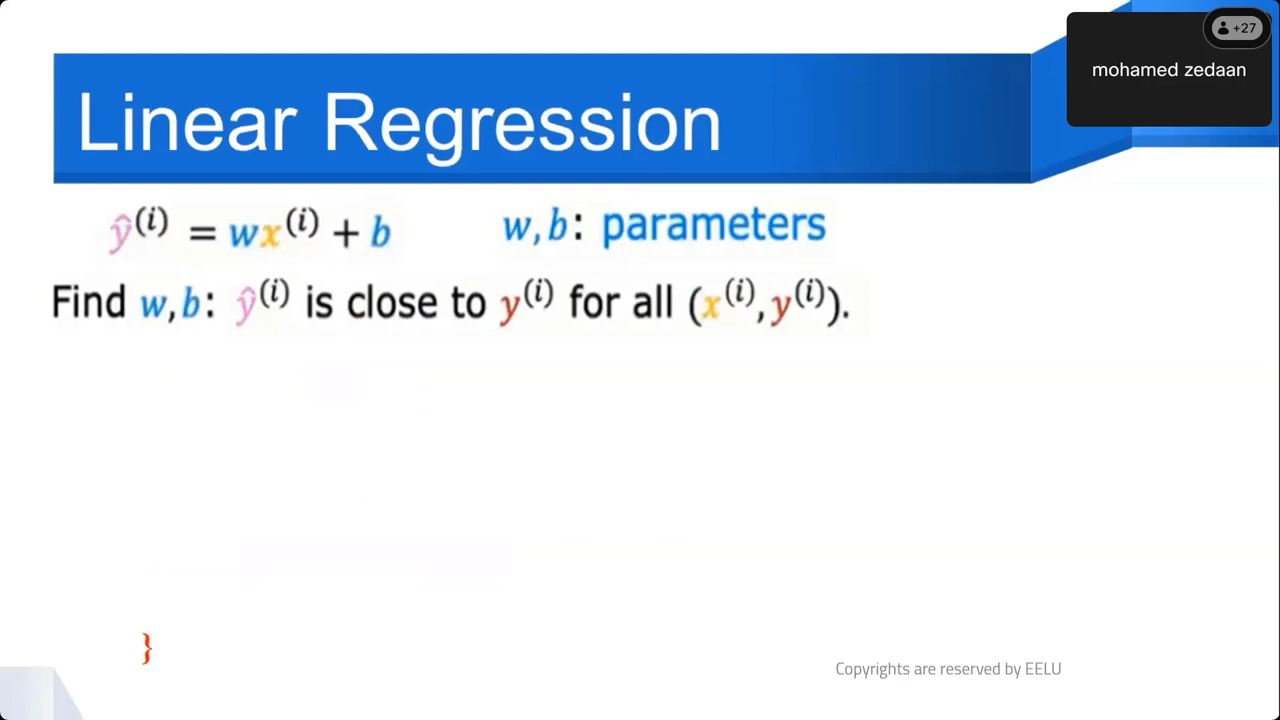 +27
mohamed zedaan
Linear Regression
ŷ⁽ⁱ⁾ = wx⁽ⁱ⁾ + b w, b: parameters
Find w, b: ŷ⁽ⁱ⁾ is close to y⁽ⁱ⁾ for all (x⁽ⁱ⁾, y⁽ⁱ⁾).
}
Copyrights are reserved by EELU